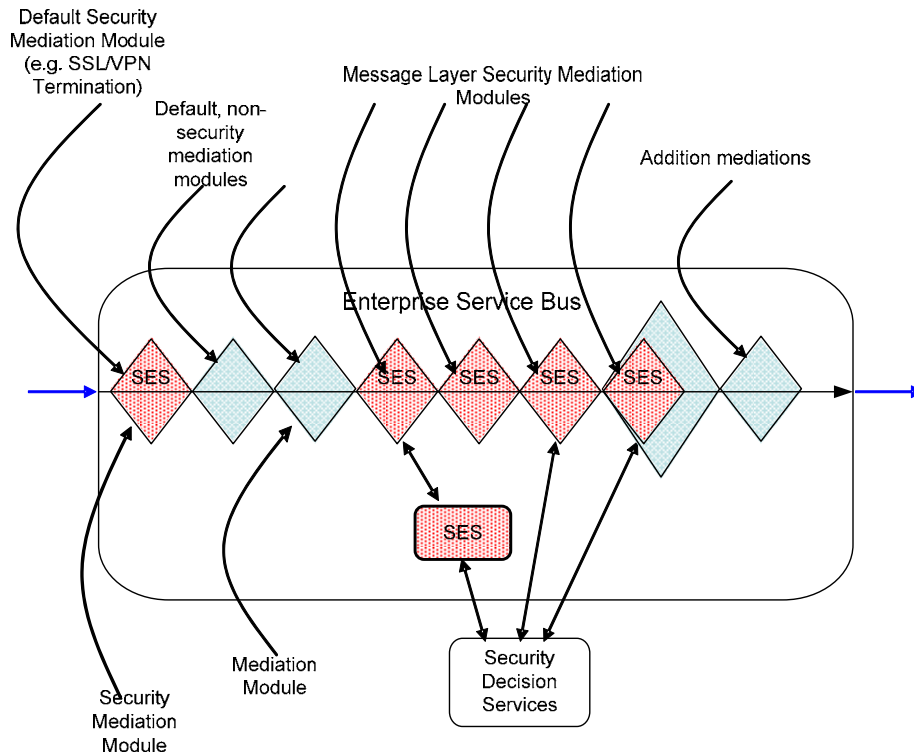 Default Security
Mediation Module
(e.g. SSL/VPN
Termination)
Default, non-
security
mediation
modules
Message Layer Security Mediation
Modules
Addition mediations
Enterprise Service Bus
SES
SES
SES
SES
SES
SES
Security
Decision
Services
Mediation
Module
Security
Mediation
Module